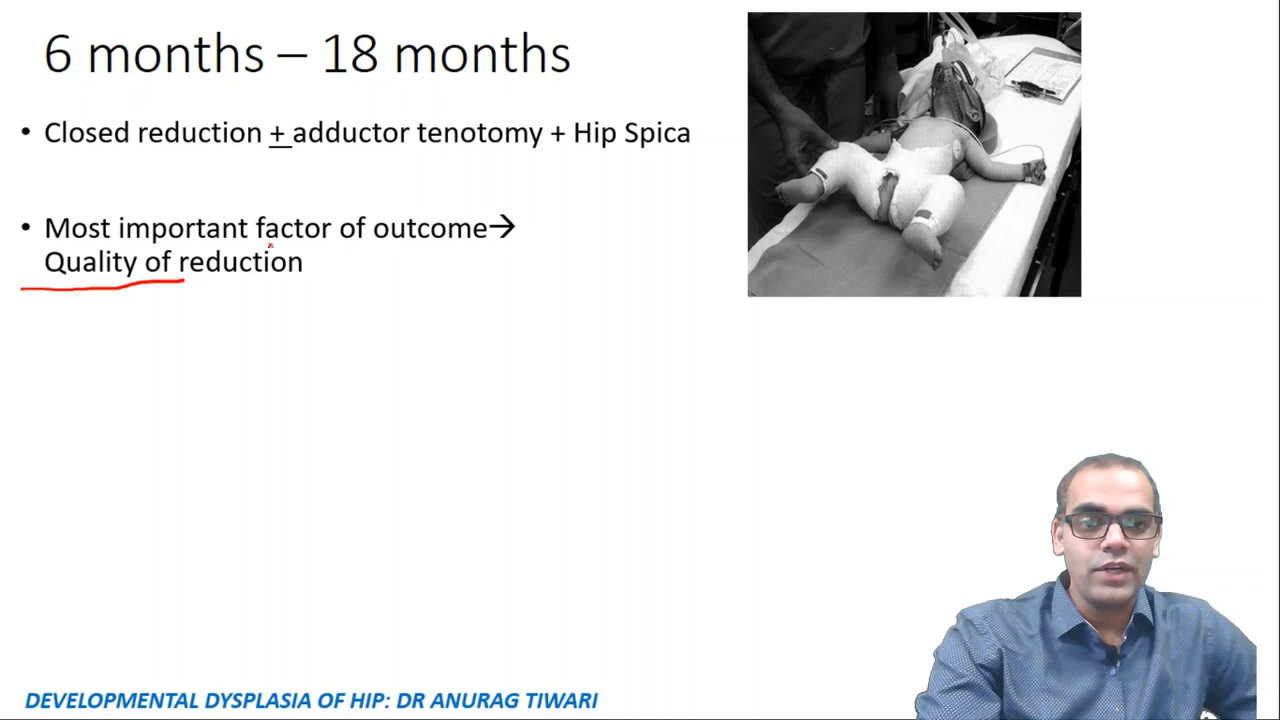 6 months – 18 months
• Closed reduction ± adductor tenotomy + Hip Spica
• Most important factor of outcome→
Quality of reduction
DEVELOPMENTAL DYSPLASIA OF HIP: DR ANURAG TIWARI